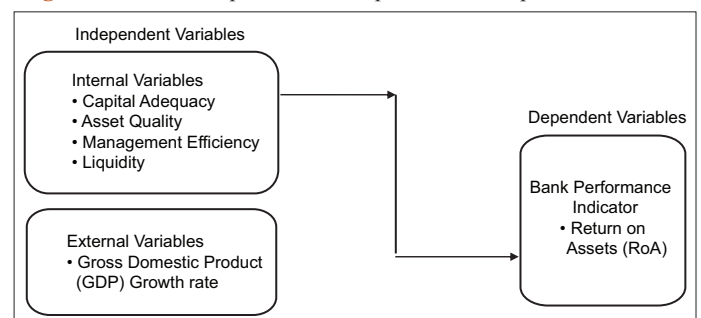 Independent Variables
Internal Variables
• Capital Adequacy
• Asset Quality
• Management Efficiency
• Liquidity
External Variables
• Gross Domestic Product
(GDP) Growth rate
Dependent Variables
Bank Performance
Indicator
• Return on
Assets (RoA)